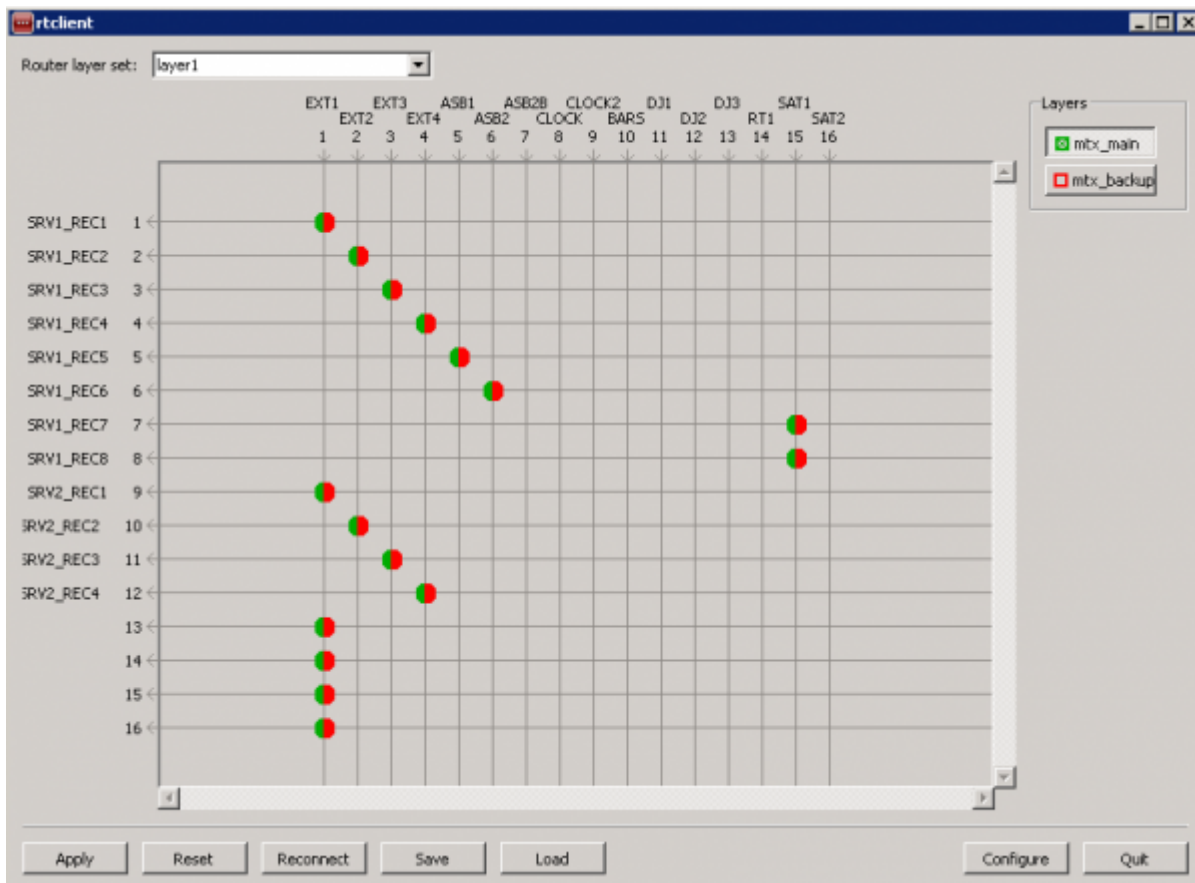 rtclient
Router layer set: layer1
EXT1 EXT3 ASB1 ASB2B CLOCK2 DJ1 DJ3 SAT1
EXT2 EXT4 ASB2 CLOCK BARS DJ2 RT1 SAT2
1 2 3 4 5 6 7 8 9 10 11 12 13 14 15 16
Layers
mtx_main
mtx_backup
SRV1_REC1 1
SRV1_REC2 2
SRV1_REC3 3
SRV1_REC4 4
SRV1_REC5 5
SRV1_REC6 6
SRV1_REC7 7
SRV1_REC8 8
SRV2_REC1 9
SRV2_REC2 10
SRV2_REC3 11
SRV2_REC4 12
13
14
15
16
Apply Reset Reconnect Save Load Configure Quit